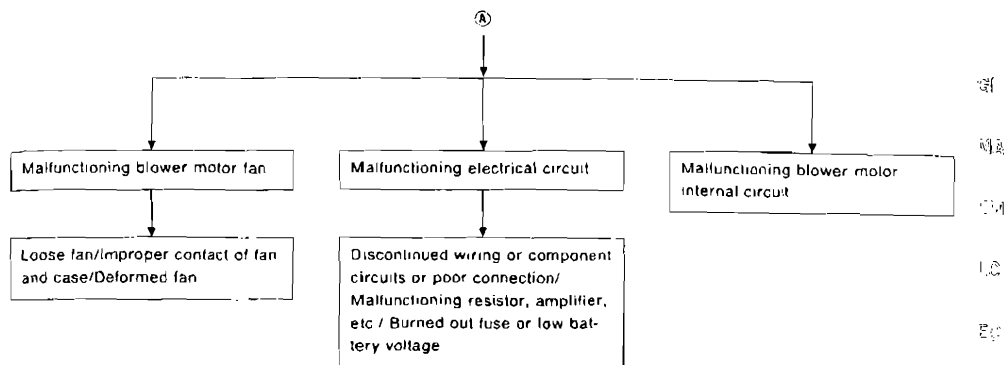 A
Malfunctioning blower motor fan
Malfunctioning electrical circuit
Malfunctioning blower motor
internal circuit
Loose fan/Improper contact of fan
and case/Deformed fan
Discontinued wiring or component
circuits or poor connection/
Malfunctioning resistor, amplifier,
etc / Burned out fuse or low bat-
tery voltage